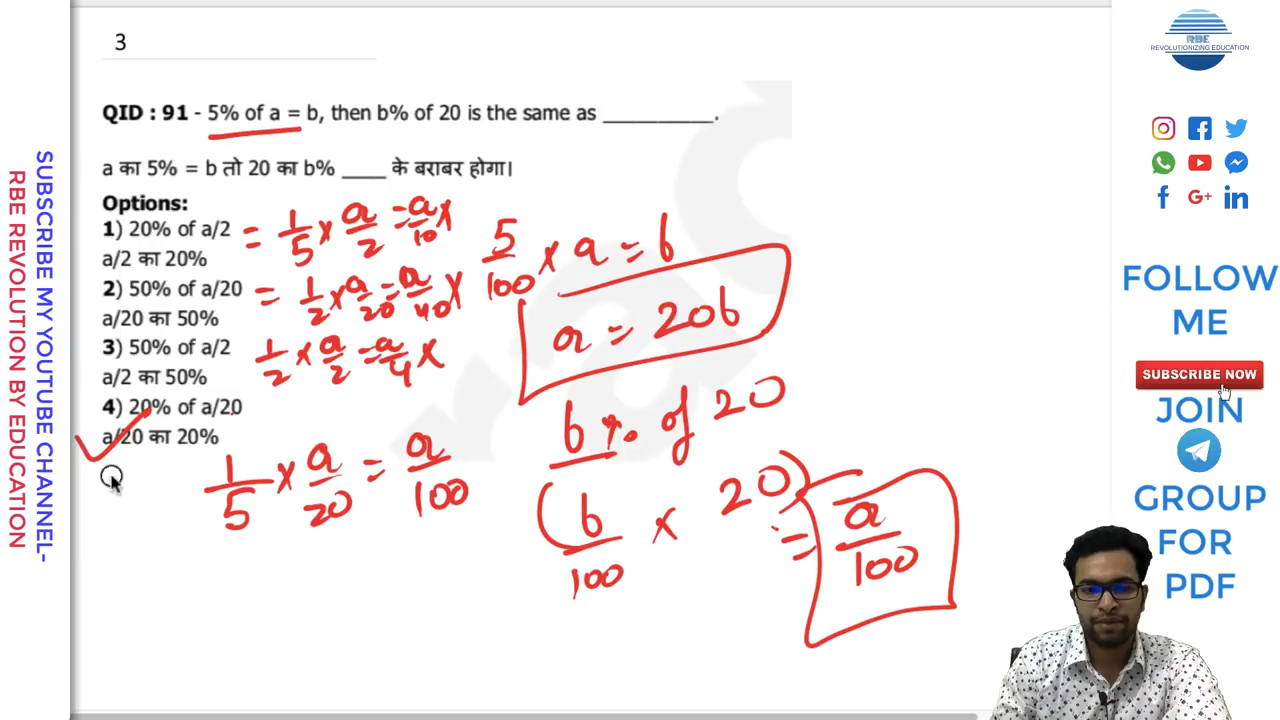 3
QID : 91 - 5% of a = b, then b% of 20 is the same as __________.
a का 5% = b तो 20 का b% ____ के बराबर होगा।
Options:
1) 20% of a/2 = 1/5 × a/2 = a/10 ×
a/2 का 20%
2) 50% of a/20 = 1/2 × a/20 = a/40 ×
a/20 का 50%
3) 50% of a/2 1/2 × a/2 = a/4 ×
a/2 का 50%
4) 20% of a/20
a/20 का 20%
1/5 × a/20 = a/100
5/100 × a = b
a = 20b
b% of 20
(b/100 × 20) = a/100
SUBSCRIBE MY YOUTUBE CHANNEL-
RBE REVOLUTION BY EDUCATION
RBE
REVOLUTIONIZING EDUCATION
FOLLOW
ME
SUBSCRIBE NOW
JOIN
GROUP
FOR
PDF